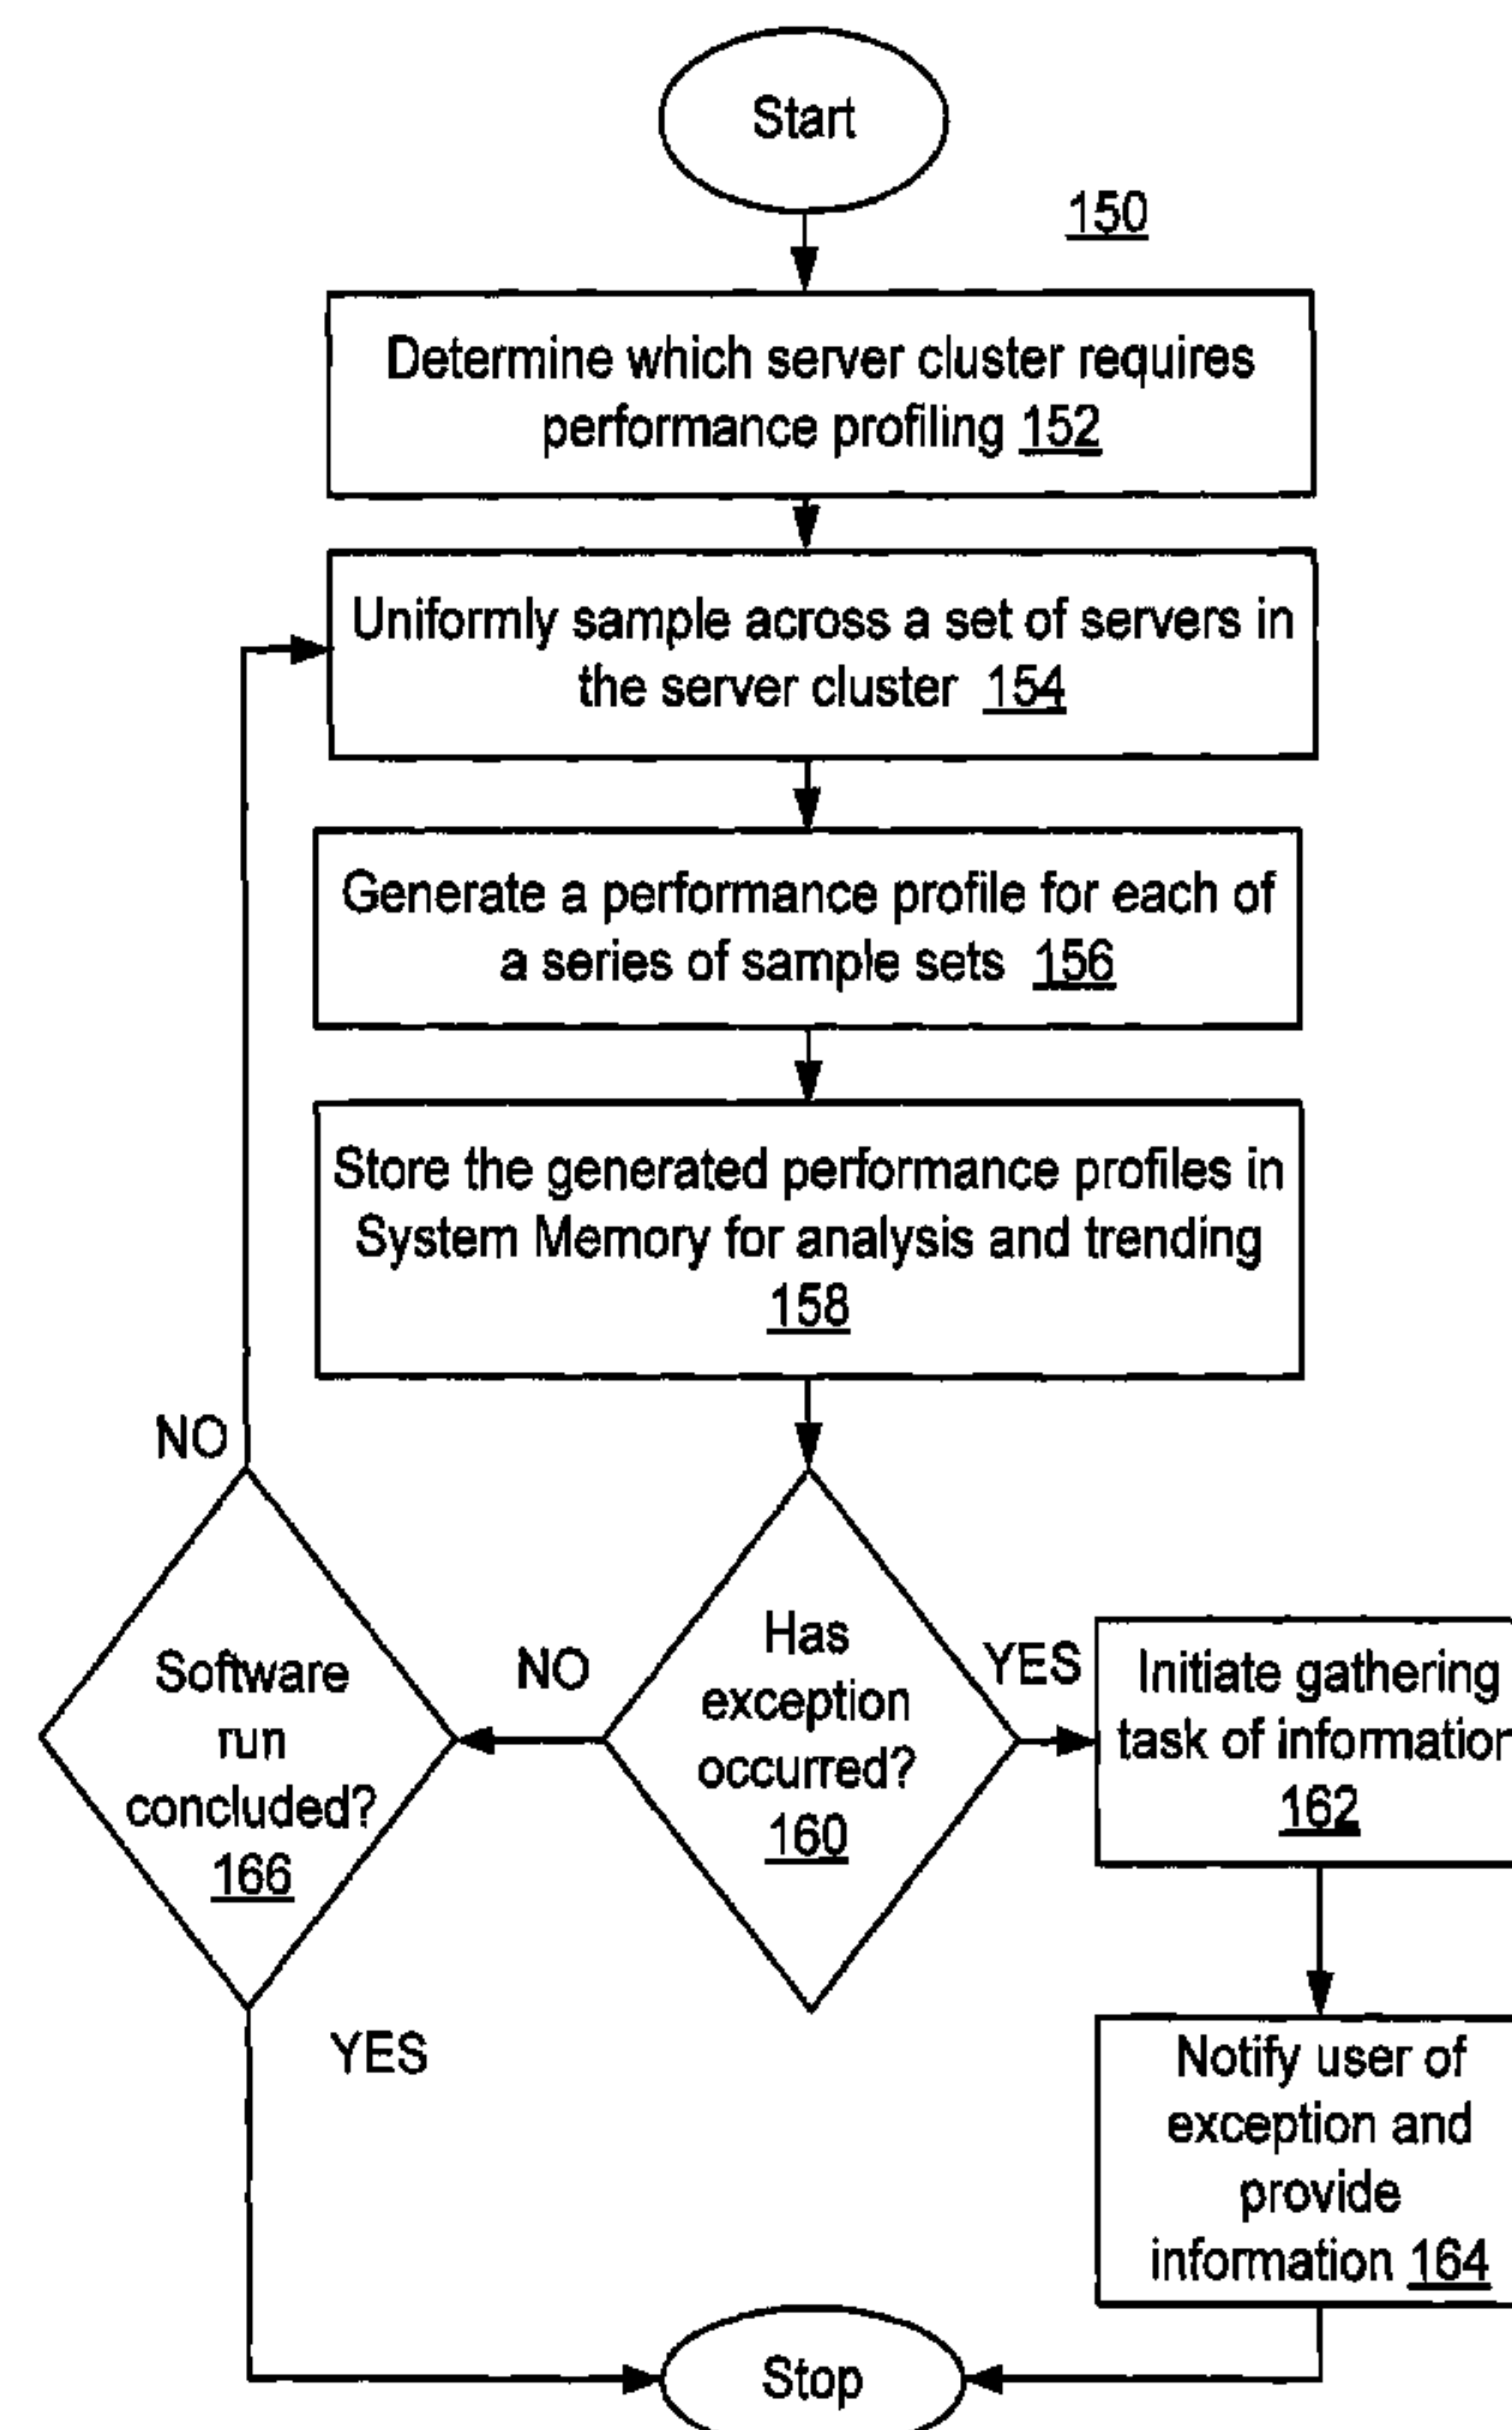 Start
150
Determine which server cluster requires
performance profiling 152
Uniformly sample across a set of servers in
the server cluster 154
Generate a performance profile for each of
a series of sample sets 156
Store the generated performance profiles in
System Memory for analysis and trending
158
NO
Software
run
concluded?
166
NO
Has
exception
occurred?
160
YES
Initiate gathering
task of information
162
YES
Notify user of
exception and
provide
information 164
Stop